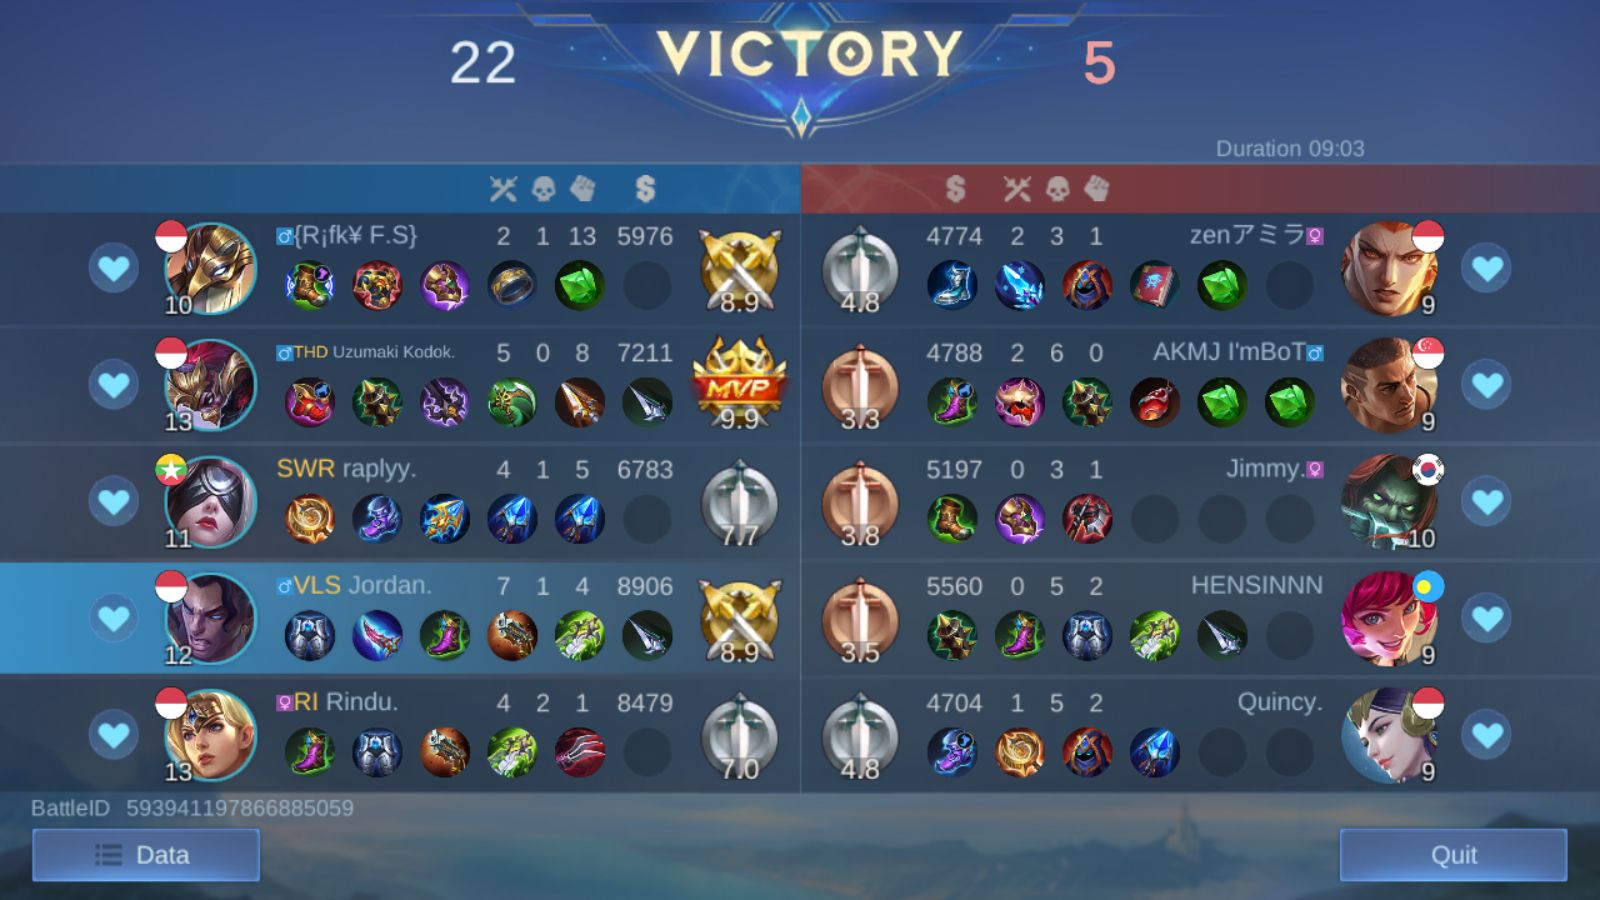 22 VICTORY 5
Duration 09:03
{R¡fk¥ F.S} 2 1 13 5976
10 8.9
4774 2 3 1 zenアミラ
4.8 9
THD Uzumaki Kodok. 5 0 8 7211
13 MVP 9.9
4788 2 6 0 AKMJ I'mBoT
3.3 9
SWR raplyy. 4 1 5 6783
11 7.7
5197 0 3 1 Jimmy.
3.8 10
VLS Jordan. 7 1 4 8906
12 8.9
5560 0 5 2 HENSINNN
3.5 9
RI Rindu. 4 2 1 8479
13 7.0
4704 1 5 2 Quincy.
4.8 9
BattleID 593941197866885059
Data
Quit